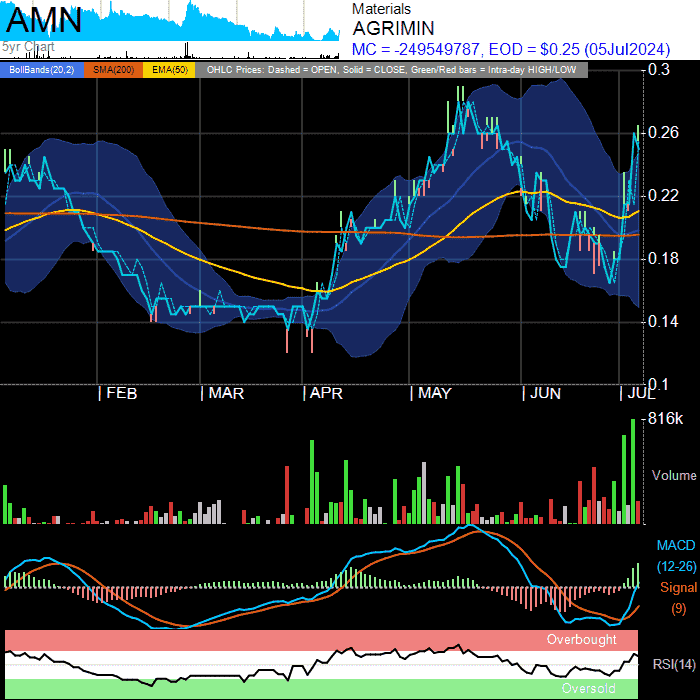 AMN
5yr Chart
Materials
AGRIMIN
MC = -249549787, EOD = $0.25 (05Jul2024)
BollBands(20,2) SMA(200) EMA(50) OHLC Prices: Dashed = OPEN, Solid = CLOSE, Green/Red bars = Intra-day HIGH/LOW
0.3
0.26
0.22
0.18
0.14
0.1
FEB MAR APR MAY JUN JUL
816k
Volume
MACD
(12-26)
Signal
(9)
Overbought
RSI(14)
Oversold